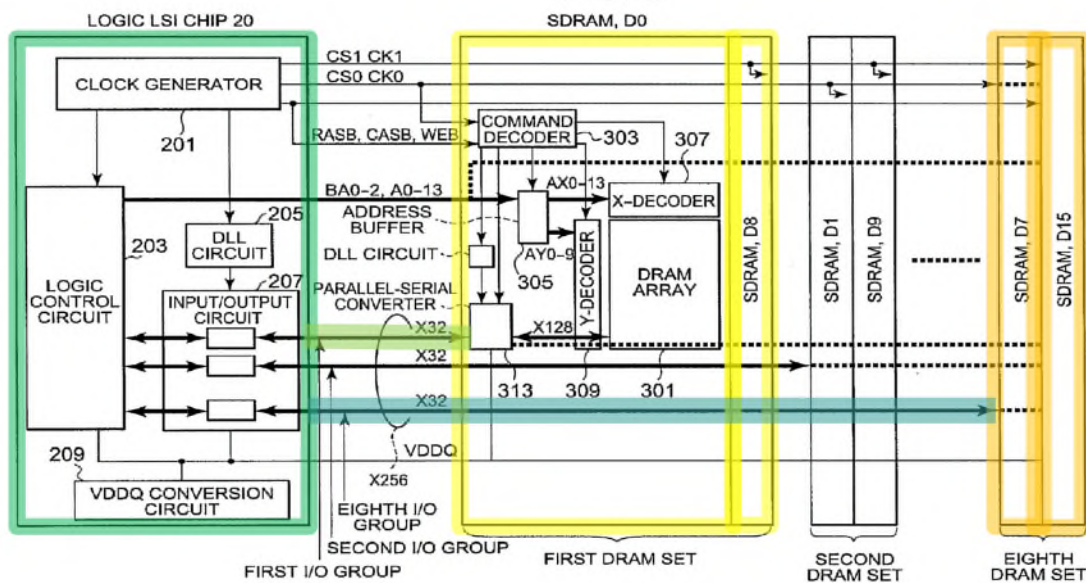 LOGIC LSI CHIP 20
SDRAM, D0
CLOCK GENERATOR
201
CS1 CK1
CS0 CK0
RASB, CASB, WEB
COMMAND
DECODER
303
307
BA0-2, A0-13
AX0-13
X-DECODER
ADDRESS
BUFFER
205
DLL
CIRCUIT
203
DLL CIRCUIT
AY0-9
305
Y-DECODER
DRAM
ARRAY
LOGIC
CONTROL
CIRCUIT
207
INPUT/OUTPUT
CIRCUIT
PARALLEL-SERIAL
CONVERTER
X32
X128
X32
X32
313
309
301
SDRAM, D8
SDRAM, D1
SDRAM, D9
SDRAM, D7
SDRAM, D15
VDDQ
209
VDDQ CONVERSION
CIRCUIT
X256
EIGHTH I/O
GROUP
SECOND I/O GROUP
FIRST I/O GROUP
FIRST DRAM SET
SECOND
DRAM SET
EIGHTH
DRAM SET